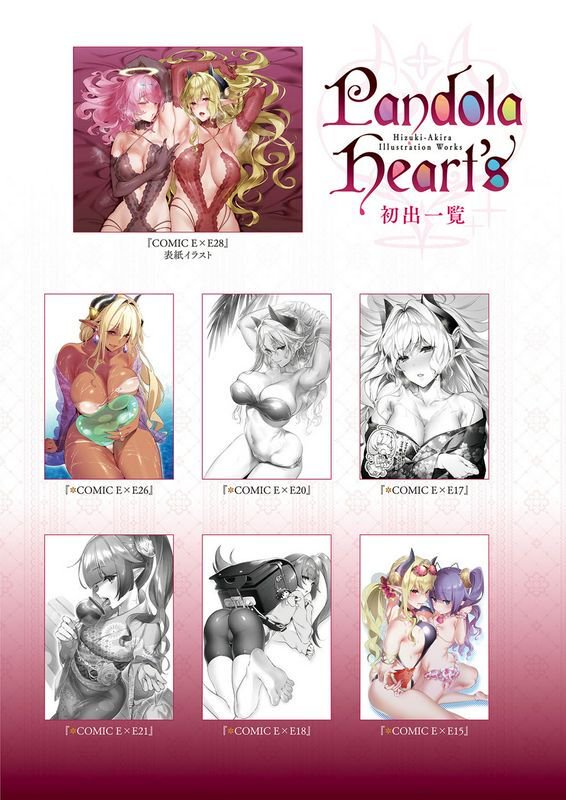 Pandola
Hizuki-Akira
Illustration Works
heart's
初出一覧
『COMIC E×E28』
表紙イラスト
『✽COMIC E×E26』
『✽COMIC E×E20』
『✽COMIC E×E17』
『✽COMIC E×E21』
『✽COMIC E×E18』
『✽COMIC E×E15』